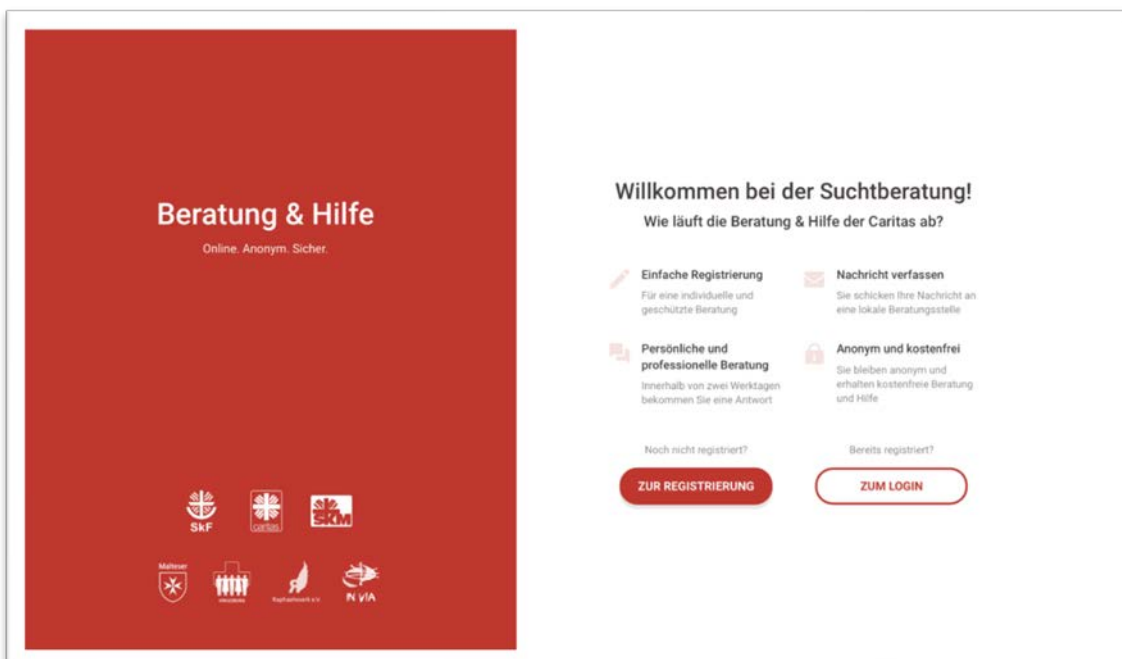 Beratung & Hilfe
Online. Anonym. Sicher.
SkF
caritas
SKM
Malteser
Raphaelswerk e.V.
IN VIA
Willkommen bei der Suchtberatung!
Wie läuft die Beratung & Hilfe der Caritas ab?
Einfache Registrierung
Für eine individuelle und
geschützte Beratung
Nachricht verfassen
Sie schicken Ihre Nachricht an
eine lokale Beratungsstelle
Persönliche und
professionelle Beratung
Innerhalb von zwei Werktagen
bekommen Sie eine Antwort
Anonym und kostenfrei
Sie bleiben anonym und
erhalten kostenfreie Beratung
und Hilfe
Noch nicht registriert?
ZUR REGISTRIERUNG
Bereits registriert?
ZUM LOGIN